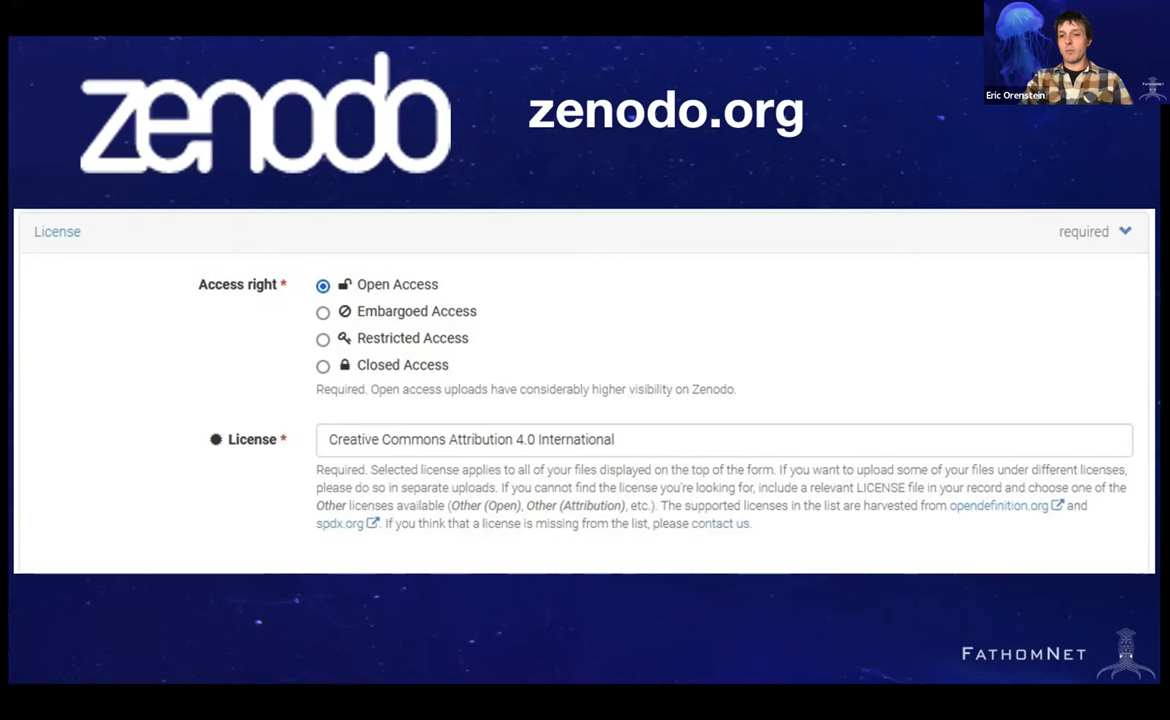 zenodo
zenodo.org
Eric Orenstein
License
required
Access right *
Open Access
Embargoed Access
Restricted Access
Closed Access
Required. Open access uploads have considerably higher visibility on Zenodo.
License *
Creative Commons Attribution 4.0 International
Required. Selected license applies to all of your files displayed on the top of the form. If you want to upload some of your files under different licenses,
please do so in separate uploads. If you cannot find the license you're looking for, include a relevant LICENSE file in your record and choose one of the
Other licenses available (Other (Open), Other (Attribution), etc.). The supported licenses in the list are harvested from opendefinition.org and
spdx.org. If you think that a license is missing from the list, please contact us.
FATHOMNET